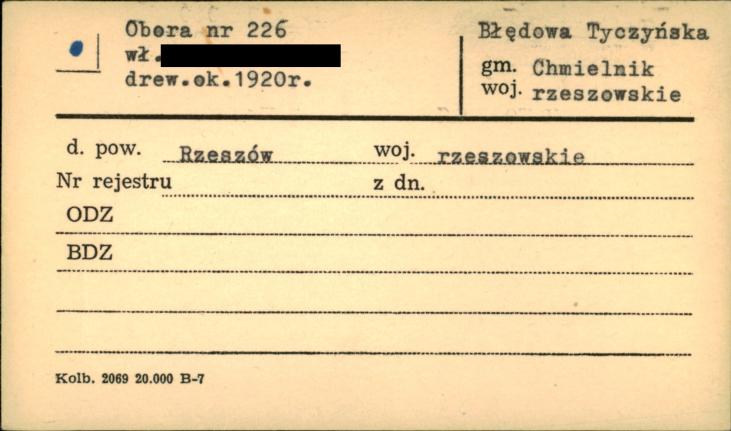 Obora nr 226
wł.
drew.ok.1920r.
Błędowa Tyczyńska
gm. Chmielnik
woj. rzeszowskie
d. pow. Rzeszów woj. rzeszowskie
Nr rejestru z dn.
ODZ
BDZ
Kolb. 2069 20.000 B-7